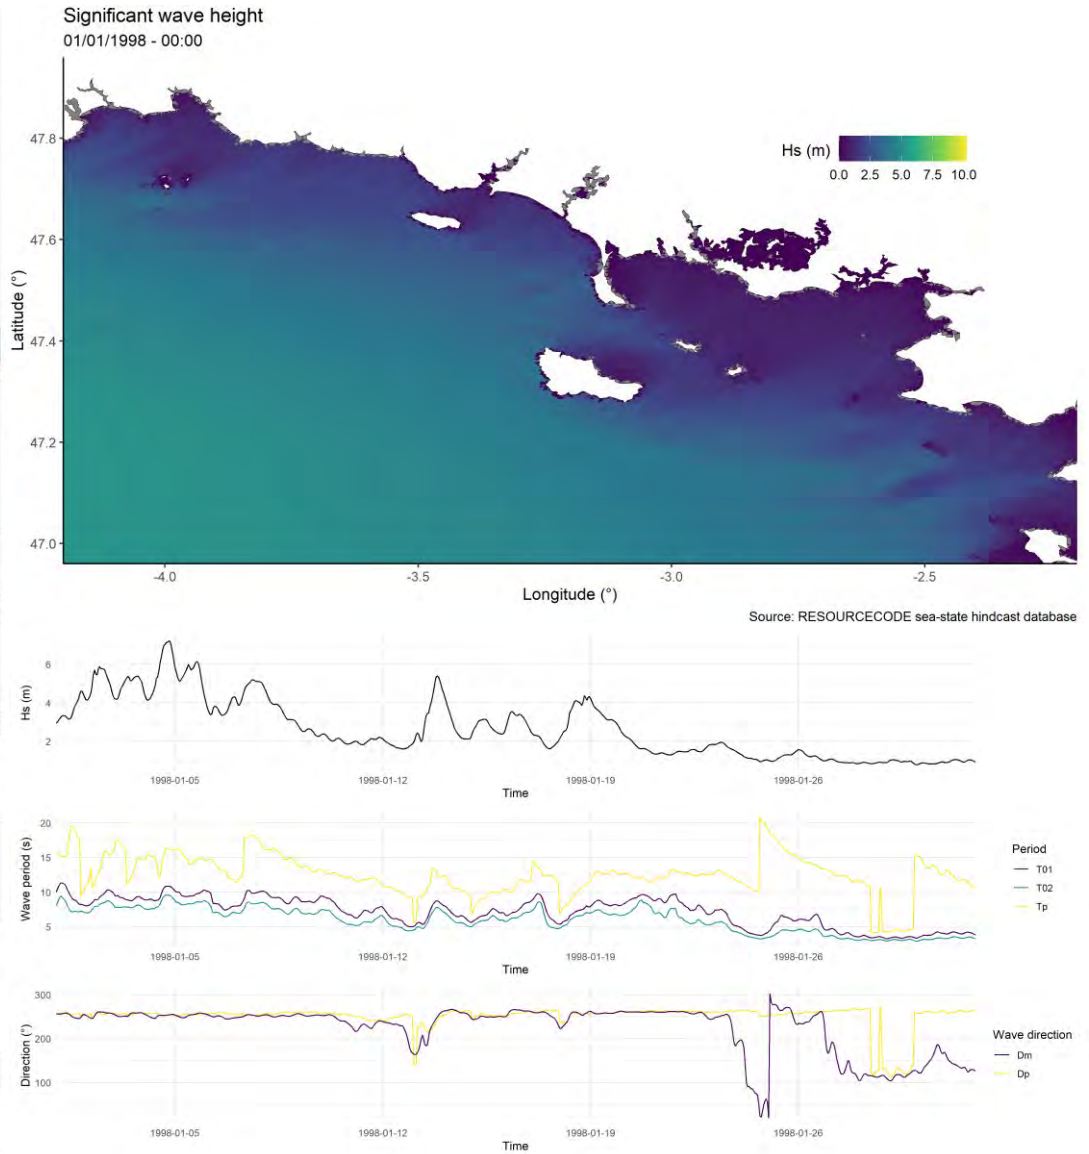 Significant wave height
01/01/1998 - 00:00
Hs (m)
0.0 2.5 5.0 7.5 10.0
47.8
47.6
47.4
47.2
47.0
Latitude (°)
-4.0 -3.5 -3.0 -2.5
Longitude (°)
Source: RESOURCECODE sea-state hindcast database
Hs (m)
6
4
2
1998-01-05 1998-01-12 1998-01-19 1998-01-26
Time
Wave period (s)
20
15
10
5
1998-01-05 1998-01-12 1998-01-19 1998-01-26
Time
Period
T01
T02
Tp
Direction (°)
300
200
100
1998-01-05 1998-01-12 1998-01-19 1998-01-26
Time
Wave direction
Dm
Dp